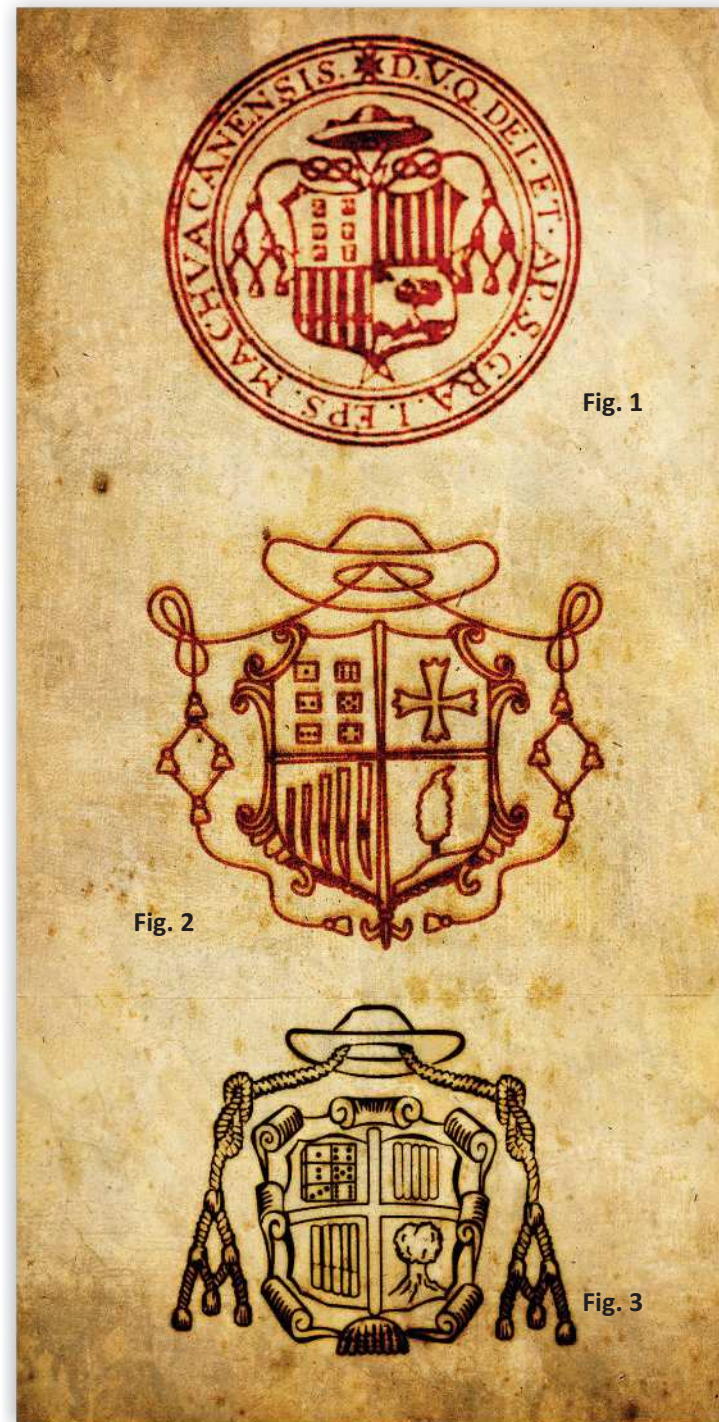 D.V.Q DEI · ET · AP. S. GRA. I. EPS. MACHVACANENSIS.
Fig. 1
Fig. 2
Fig. 3